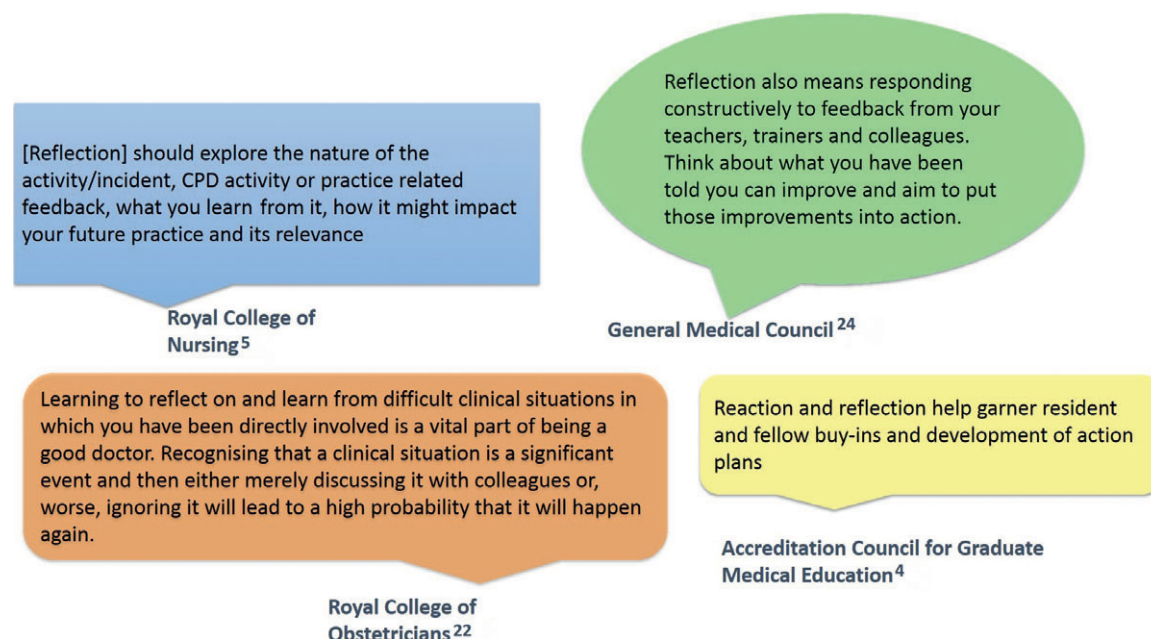 [Reflection] should explore the nature of the
activity/incident, CPD activity or practice related
feedback, what you learn from it, how it might impact
your future practice and its relevance
Royal College of
Nursing5
Reflection also means responding
constructively to feedback from your
teachers, trainers and colleagues.
Think about what you have been
told you can improve and aim to put
those improvements into action.
General Medical Council 24
Learning to reflect on and learn from difficult clinical situations in
which you have been directly involved is a vital part of being a
good doctor. Recognising that a clinical situation is a significant
event and then either merely discussing it with colleagues or,
worse, ignoring it will lead to a high probability that it will happen
again.
Royal College of
Obstetricians 22
Reaction and reflection help garner resident
and fellow buy-ins and development of action
plans
Accreditation Council for Graduate
Medical Education4